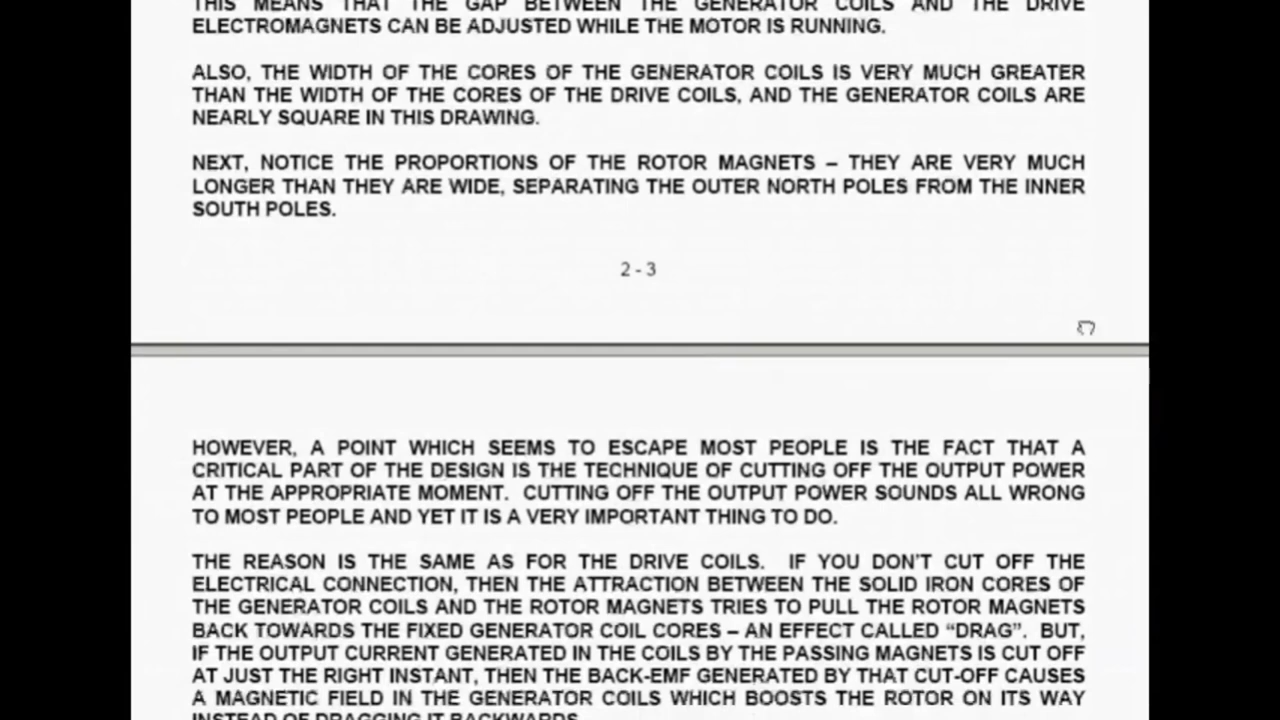 THIS MEANS THAT THE GAP BETWEEN THE GENERATOR COILS AND THE DRIVE
ELECTROMAGNETS CAN BE ADJUSTED WHILE THE MOTOR IS RUNNING.
ALSO, THE WIDTH OF THE CORES OF THE GENERATOR COILS IS VERY MUCH GREATER
THAN THE WIDTH OF THE CORES OF THE DRIVE COILS, AND THE GENERATOR COILS ARE
NEARLY SQUARE IN THIS DRAWING.
NEXT, NOTICE THE PROPORTIONS OF THE ROTOR MAGNETS – THEY ARE VERY MUCH
LONGER THAN THEY ARE WIDE, SEPARATING THE OUTER NORTH POLES FROM THE INNER
SOUTH POLES.
2 - 3
HOWEVER, A POINT WHICH SEEMS TO ESCAPE MOST PEOPLE IS THE FACT THAT A
CRITICAL PART OF THE DESIGN IS THE TECHNIQUE OF CUTTING OFF THE OUTPUT POWER
AT THE APPROPRIATE MOMENT. CUTTING OFF THE OUTPUT POWER SOUNDS ALL WRONG
TO MOST PEOPLE AND YET IT IS A VERY IMPORTANT THING TO DO.
THE REASON IS THE SAME AS FOR THE DRIVE COILS. IF YOU DON’T CUT OFF THE
ELECTRICAL CONNECTION, THEN THE ATTRACTION BETWEEN THE SOLID IRON CORES OF
THE GENERATOR COILS AND THE ROTOR MAGNETS TRIES TO PULL THE ROTOR MAGNETS
BACK TOWARDS THE FIXED GENERATOR COIL CORES – AN EFFECT CALLED “DRAG”. BUT,
IF THE OUTPUT CURRENT GENERATED IN THE COILS BY THE PASSING MAGNETS IS CUT OFF
AT JUST THE RIGHT INSTANT, THEN THE BACK-EMF GENERATED BY THAT CUT-OFF CAUSES
A MAGNETIC FIELD IN THE GENERATOR COILS WHICH BOOSTS THE ROTOR ON ITS WAY
INSTEAD OF DRAGGING IT BACKWARDS.